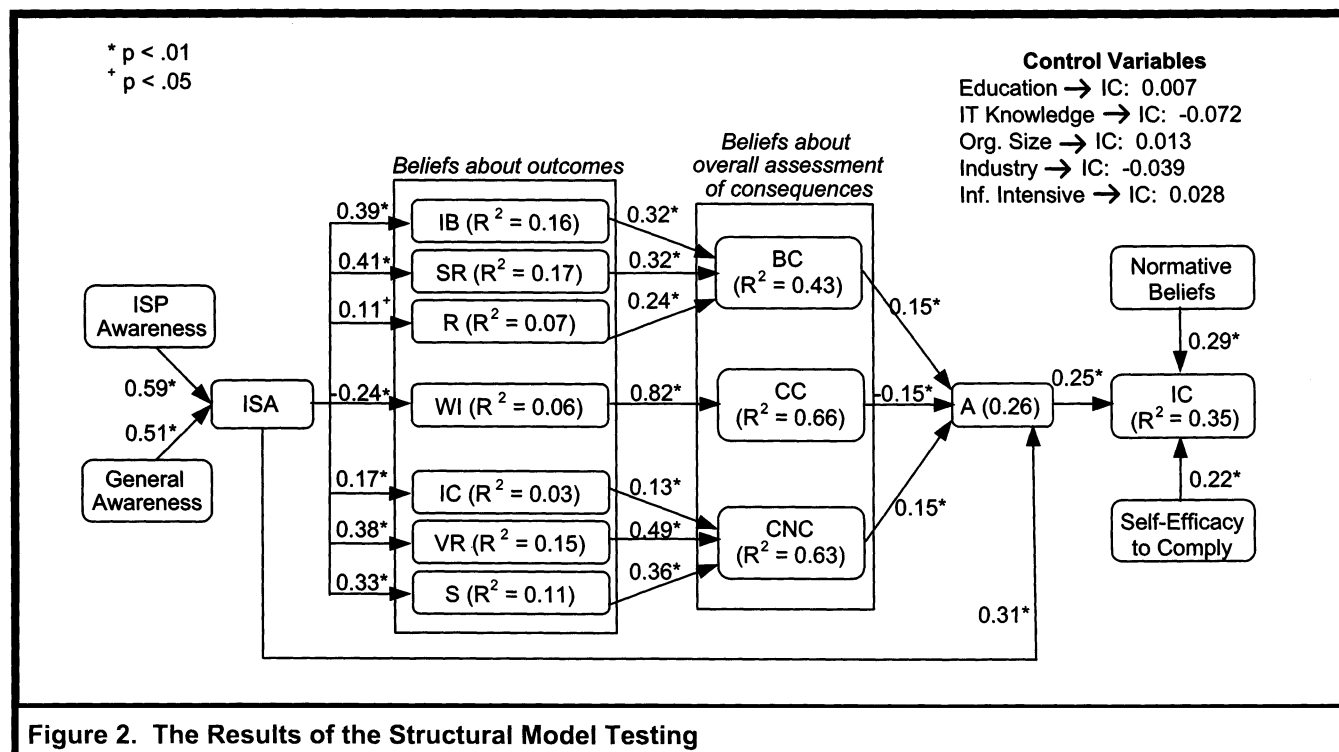 * p < .01
+ p < .05
Control Variables
Education → IC: 0.007
IT Knowledge → IC: -0.072
Org. Size → IC: 0.013
Industry → IC: -0.039
Inf. Intensive → IC: 0.028
Beliefs about outcomes
Beliefs about
overall assessment
of consequences
ISP
Awareness
0.59*
0.51*
General
Awareness
ISA
0.39*
0.41*
0.11+
-0.24*
0.17*
0.38*
0.33*
IB (R² = 0.16)
SR (R² = 0.17)
R (R² = 0.07)
WI (R² = 0.06)
IC (R² = 0.03)
VR (R² = 0.15)
S (R² = 0.11)
0.32*
0.32*
0.24*
0.82*
0.13*
0.49*
0.36*
BC
(R² = 0.43)
CC
(R² = 0.66)
CNC
(R² = 0.63)
0.15*
-0.15*
0.15*
0.31*
A (0.26)
0.25*
Normative
Beliefs
0.29*
IC
(R² = 0.35)
0.22*
Self-Efficacy
to Comply
Figure 2. The Results of the Structural Model Testing